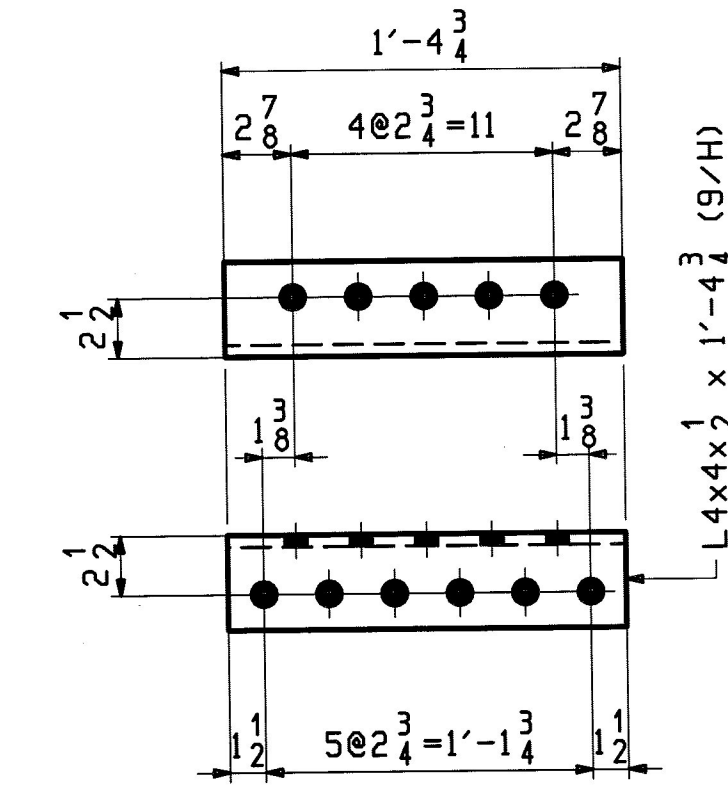 1'-4 3/4
2 7/8 4@2 3/4=11 2 7/8
2 1/2
1 3/8 1 3/8
2 1/2
L4x4x1/2 x 1'-4 3/4 (9/H)
1 1/2 5@2 3/4=1'-1 3/4 1 1/2